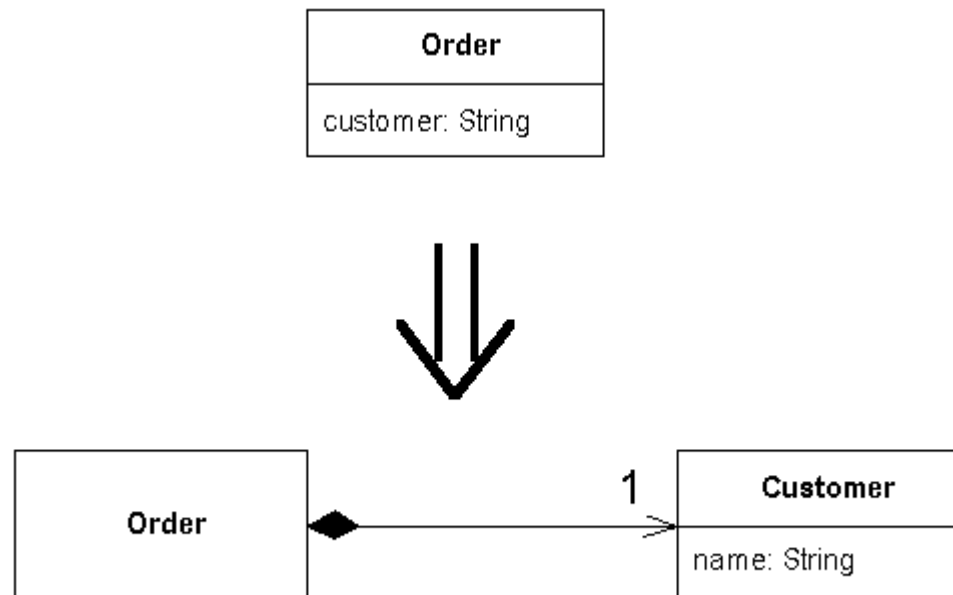 Order
customer: String
1
Customer
Order
name: String